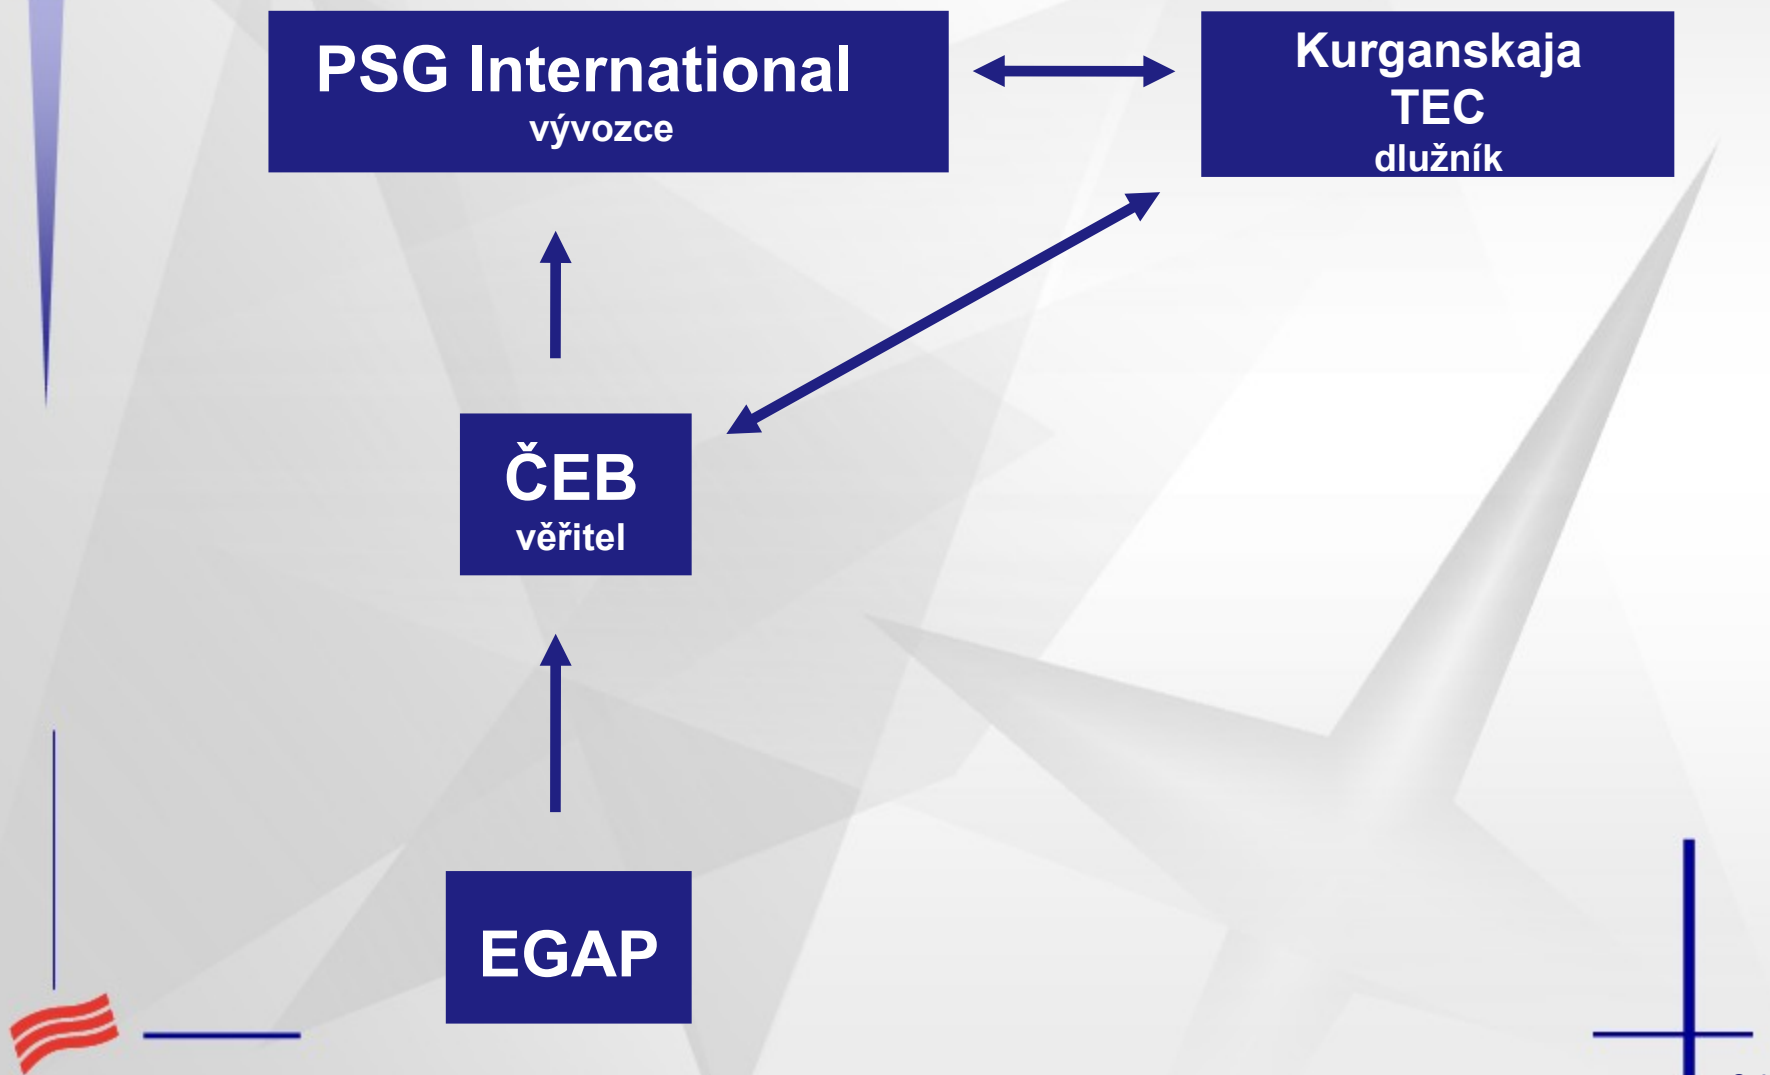 PSG International
vývozce
Kurganskaja
TEC
dlužník
ČEB
věřitel
EGAP